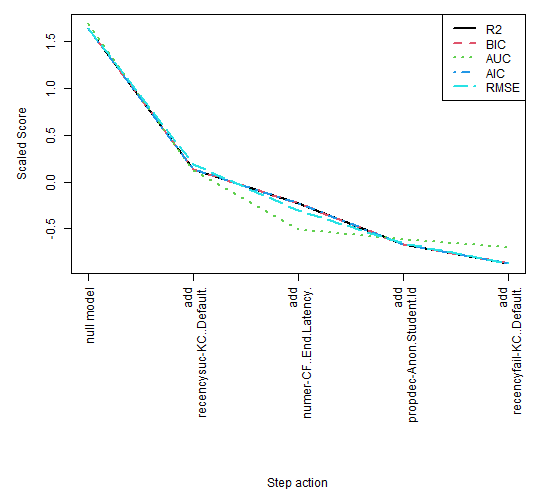 R2
BIC
AUC
AIC
RMSE
Scaled Score
1.5
1.0
0.5
0.0
-0.5
null model
add
recencysuc-KC..Default.
add
numer-CF..End.Latency.
add
propdec-Anon.Student.Id
add
recencyfail-KC..Default.
Step action